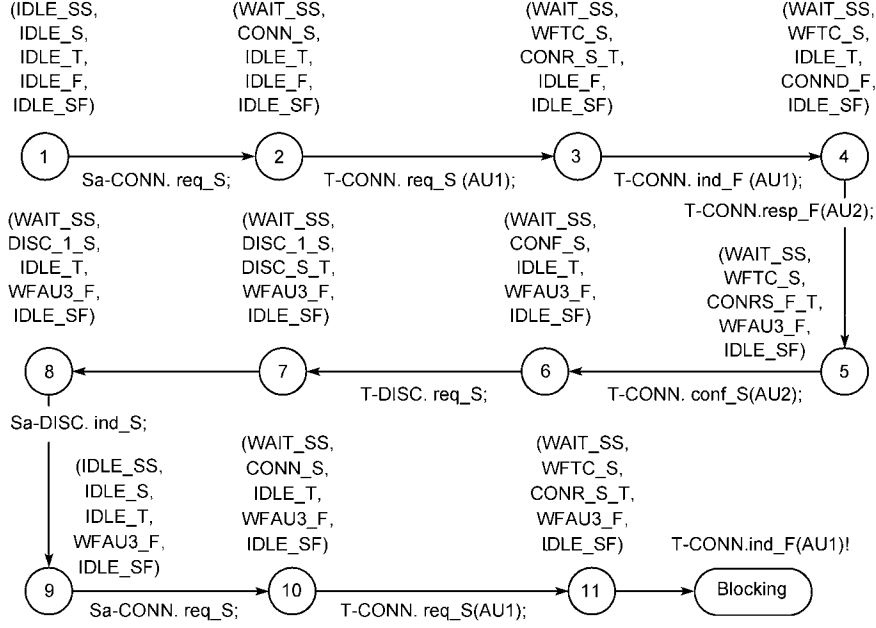 (IDLE_SS,
IDLE_S,
IDLE_T,
IDLE_F,
IDLE_SF)
(WAIT_SS,
CONN_S,
IDLE_T,
IDLE_F,
IDLE_SF)
(WAIT_SS,
WFTC_S,
CONR_S_T,
IDLE_F,
IDLE_SF)
(WAIT_SS,
WFTC_S,
IDLE_T,
CONND_F,
IDLE_SF)
1
Sa-CONN. req_S;
2
T-CONN. req_S (AU1);
3
T-CONN. ind_F (AU1);
4
T-CONN.resp_F(AU2);
(WAIT_SS,
DISC_1_S,
IDLE_T,
WFAU3_F,
IDLE_SF)
(WAIT_SS,
DISC_1_S,
DISC_S_T,
WFAU3_F,
IDLE_SF)
(WAIT_SS,
CONF_S,
IDLE_T,
WFAU3_F,
IDLE_SF)
(WAIT_SS,
WFTC_S,
CONRS_F_T,
WFAU3_F,
IDLE_SF)
8
7
T-DISC. req_S;
6
T-CONN. conf_S(AU2);
5
Sa-DISC. ind_S;
(IDLE_SS,
IDLE_S,
IDLE_T,
WFAU3_F,
IDLE_SF)
(WAIT_SS,
CONN_S,
IDLE_T,
WFAU3_F,
IDLE_SF)
(WAIT_SS,
WFTC_S,
CONR_S_T,
WFAU3_F,
IDLE_SF)
T-CONN.ind_F(AU1)!
9
Sa-CONN. req_S;
10
T-CONN. req_S(AU1);
11
Blocking